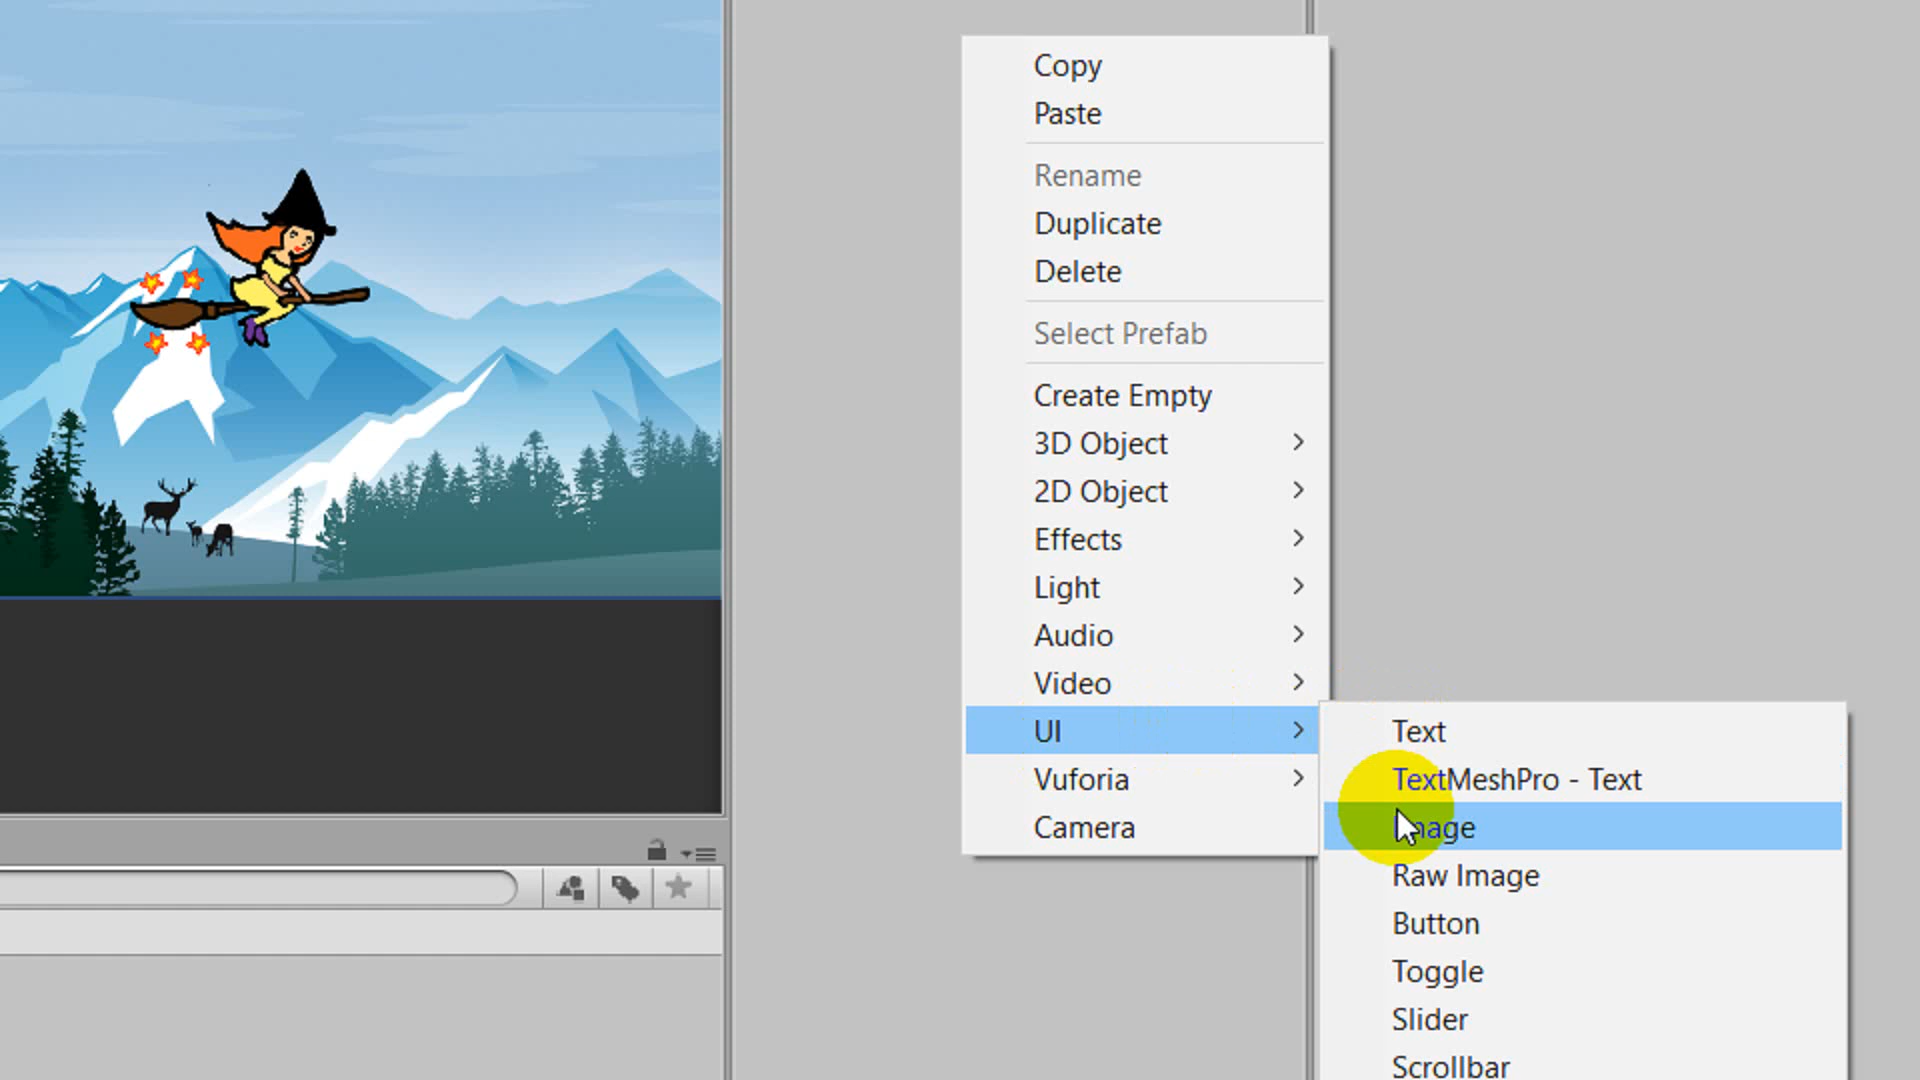 Copy
Paste
Rename
Duplicate
Delete
Select Prefab
Create Empty
3D Object
2D Object
Effects
Light
Audio
Video
UI
Vuforia
Camera
Text
TextMeshPro - Text
Image
Raw Image
Button
Toggle
Slider
Scrollbar